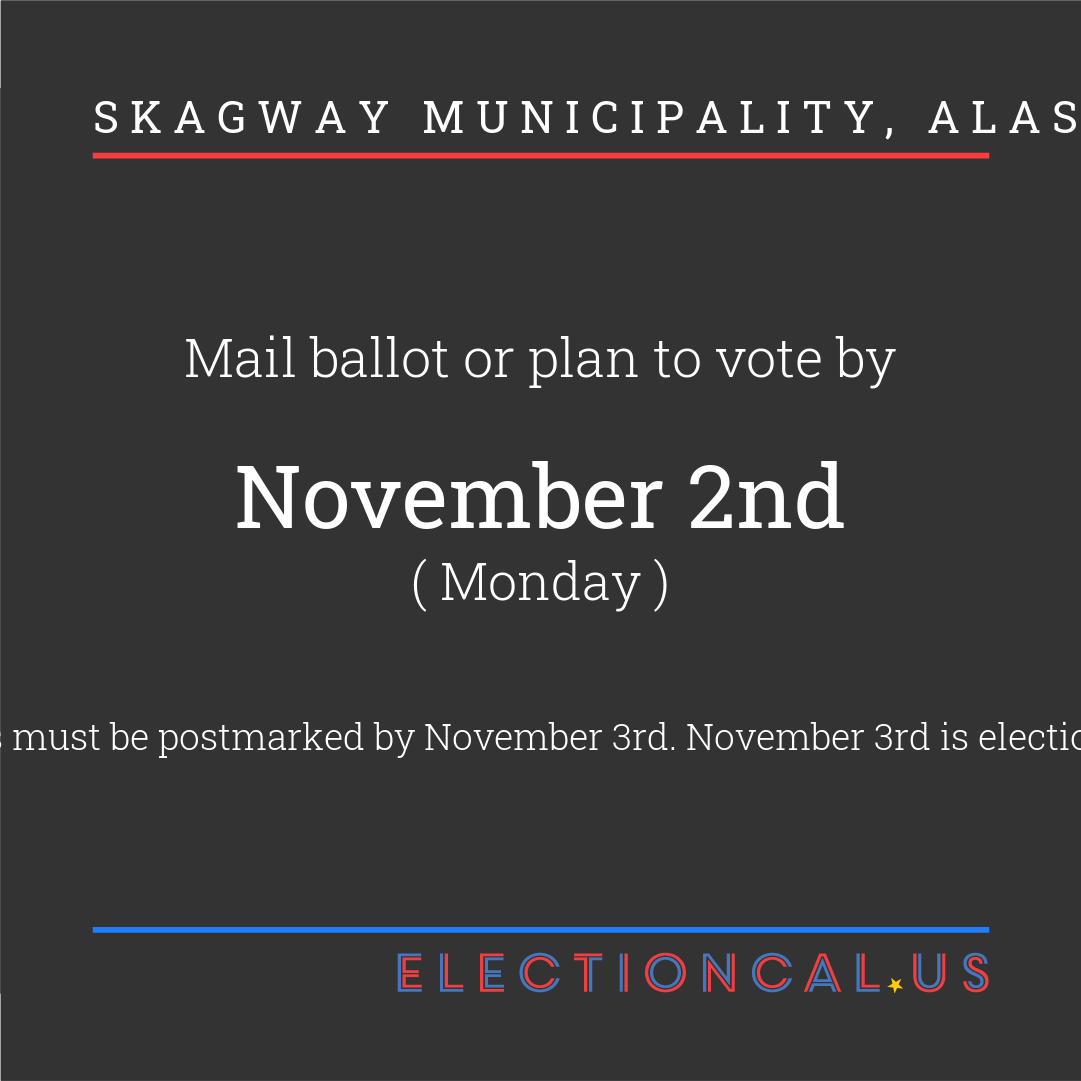 SKAGWAY MUNICIPALITY, ALAS
Mail ballot or plan to vote by
November 2nd
( Monday )
s must be postmarked by November 3rd. November 3rd is electio
ELECTIONCAL.US